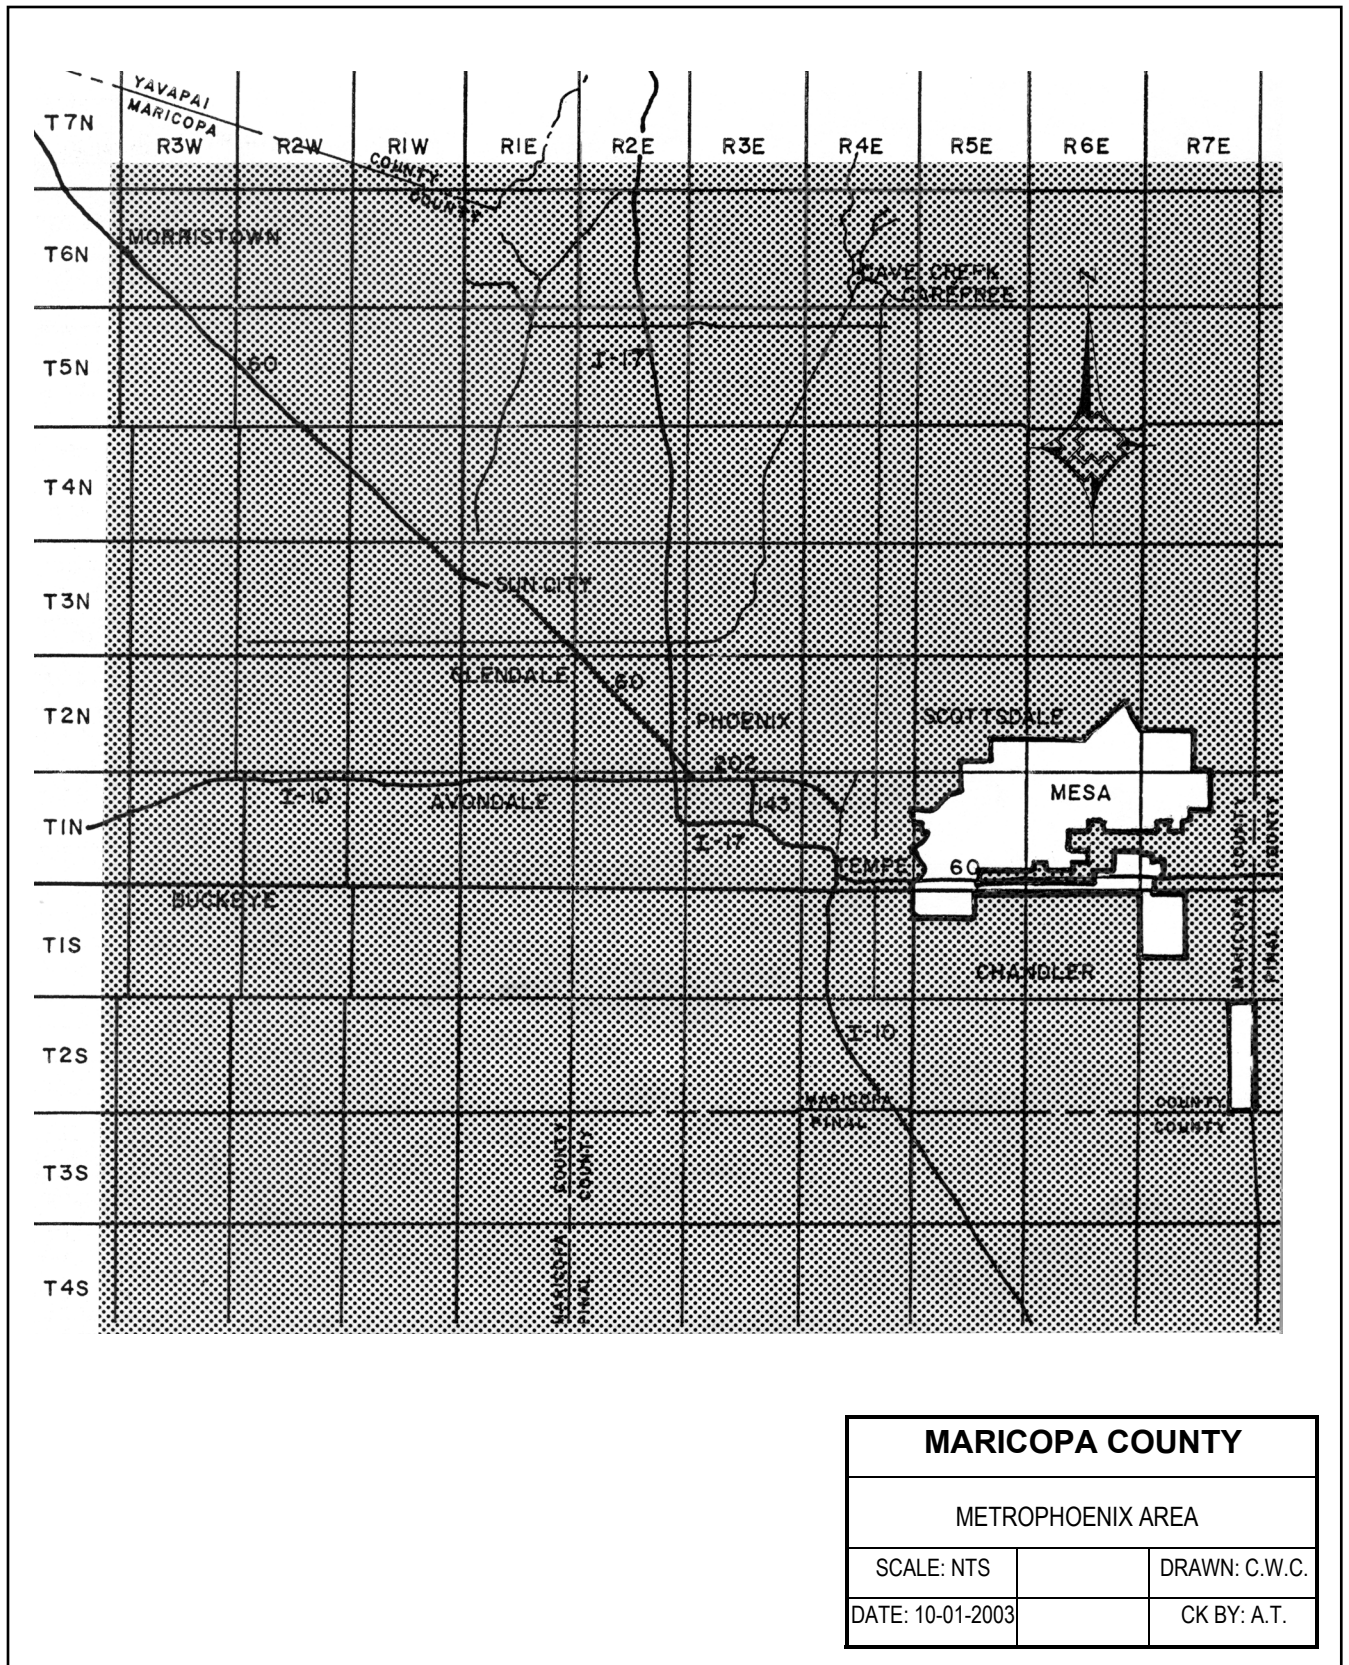 YAVAPAI
MARICOPA
T7N
R3W R2W R1W R1E R2E R3E R4E R5E R6E R7E
COUNTY
COUNTY
MORRISTOWN
T6N
N
CAVE CREEK
CAREFREE
I-17
T5N
60
T4N
SUN CITY
T3N
GLENDALE
60
T2N
PHOENIX
SCOTTSDALE
202
MESA
I-10
AVONDALE
143
T1N
I-17
TEMPE
60
MARICOPA COUNTY
PINAL COUNTY
BUCKEYE
T1S
CHANDLER
I-10
T2S
MARICOPA
PINAL
COUNTY
COUNTY
T3S
MARICOPA COUNTY
PINAL COUNTY
T4S
MARICOPA COUNTY
METROPHOENIX AREA
SCALE: NTS DRAWN: C.W.C.
DATE: 10-01-2003 CK BY: A.T.